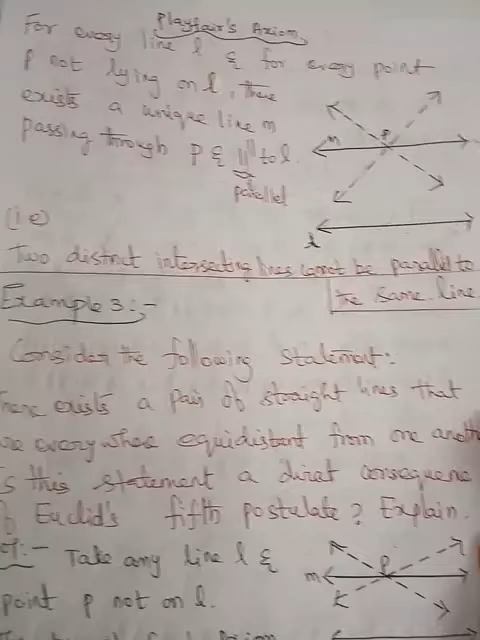 Playfair's Axiom
For every line l & for every point
P not lying on l, there
exists a unique line m
passing through P & || to l.
parallel
m
P
l
(i e)
Two distinct intersecting lines cannot be parallel to
the same line
Example 3:-
Consider the following statement:
There exists a pair of straight lines that
are everywhere equidistant from one another
Is this statement a direct consequence
of Euclid's fifth postulate? Explain.
Take any line l &
point P not on l.
m
P